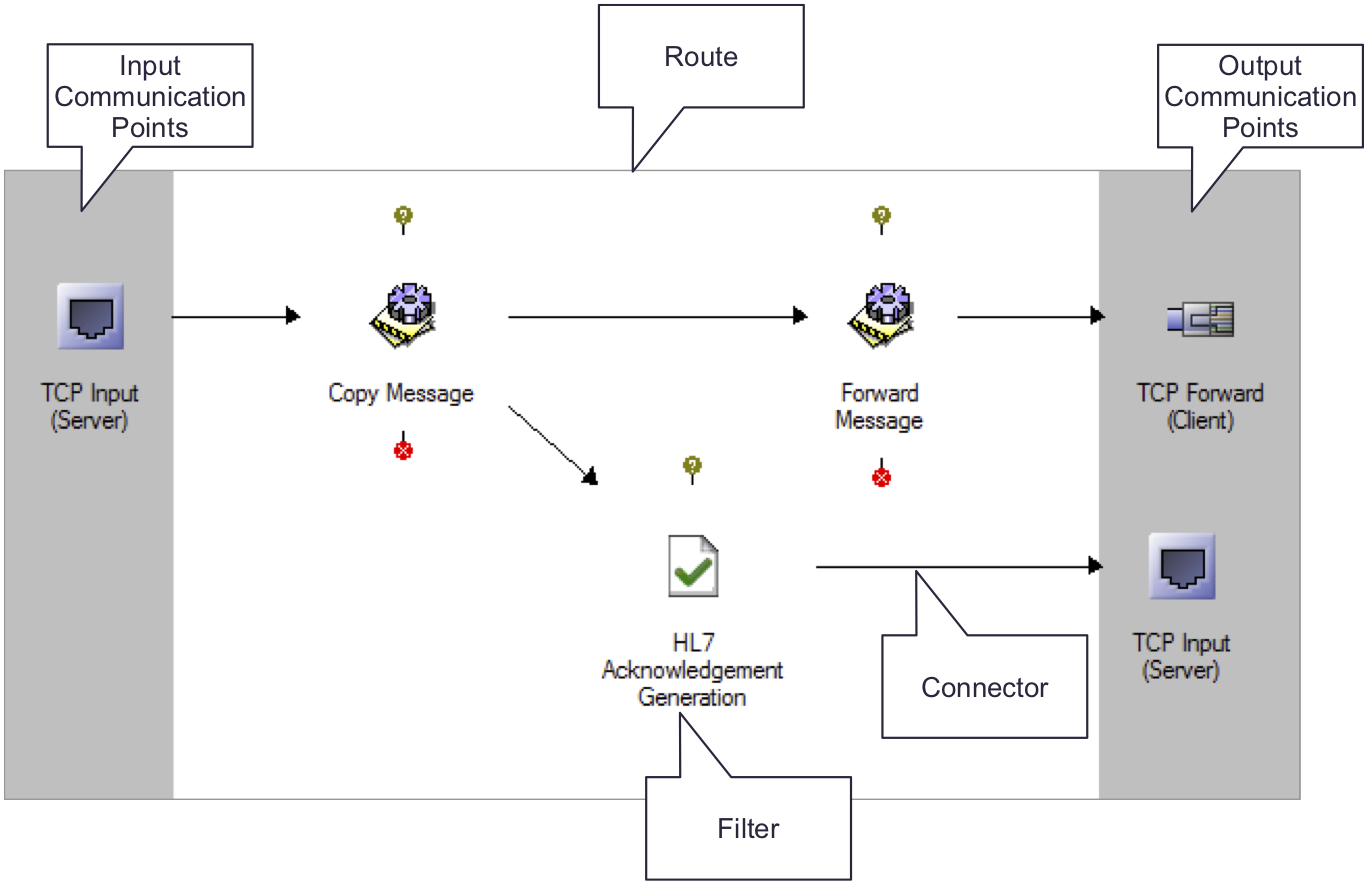 Input
Communication
Points
Route
Output
Communication
Points
TCP Input
(Server)
Copy Message
Forward
Message
TCP Forward
(Client)
HL7
Acknowledgement
Generation
TCP Input
(Server)
Connector
Filter